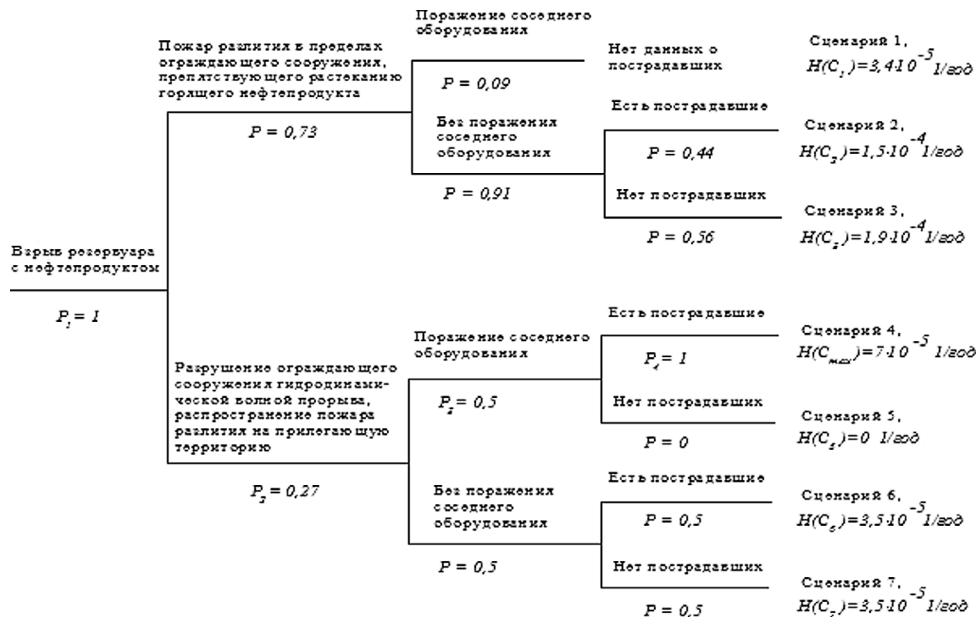 Поражение соседнего
оборудования
Пожар разлития в пределах
ограждающего сооружения,
препятствующего растеканию
горящего нефтепродукта
Нет данных о
пострадавших
Сценарий 1,
H(C₁)=3,4·10⁻⁵ 1/год
P = 0,09
P = 0,73
Без поражения
соседнего
оборудования
Есть пострадавшие
Сценарий 2,
H(C₂)=1,5·10⁻⁴ 1/год
P = 0,44
P = 0,91
Нет пострадавших
Сценарий 3,
P = 0,56
H(C₃)=1,9·10⁻⁴ 1/год
Взрыв резервуара
с нефтепродуктом
P₁ = 1
Есть пострадавшие
Поражение соседнего
оборудования
Сценарий 4,
H(Cₘₐₓ)=7·10⁻⁵ 1/год
P₄ = 1
Разрушение ограждающего
сооружения гидродинами-
ческой волной прорыва,
распространение пожара
разлития на прилегающую
территорию
P₃ = 0,5
Нет пострадавших
Сценарий 5,
P = 0
H(C₅)=0 1/год
P₂ = 0,27
Есть пострадавшие
Без поражения
соседнего
оборудования
Сценарий 6,
P = 0,5
H(C₆)=3,5·10⁻⁵ 1/год
P = 0,5
Нет пострадавших
Сценарий 7,
P = 0,5
H(C₇)=3,5·10⁻⁵ 1/год